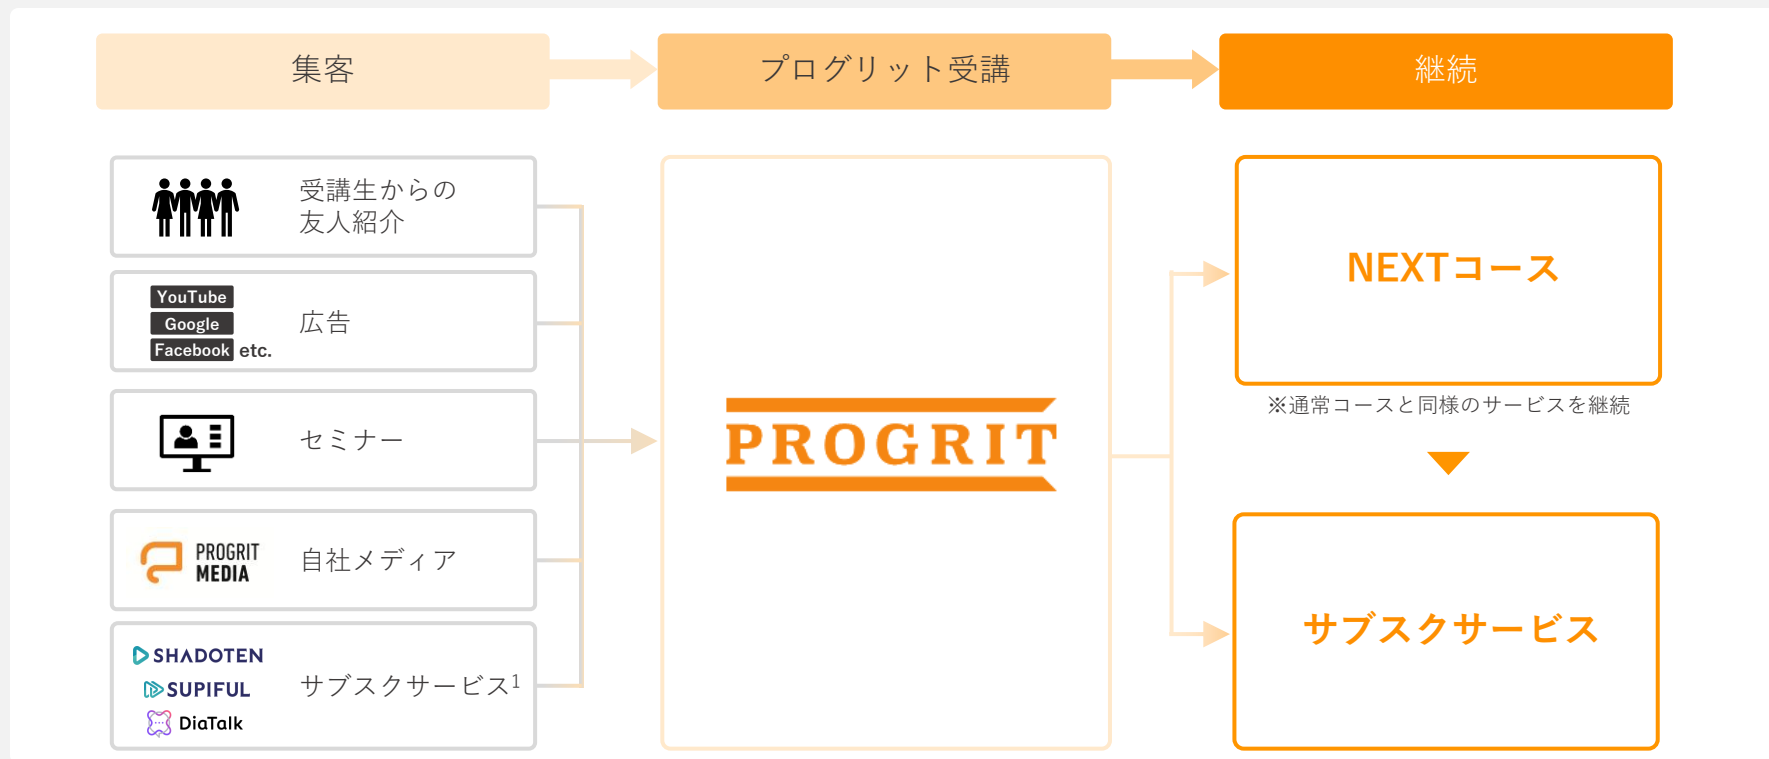 集客
プログリット受講
継続
受講生からの
友人紹介
YouTube
Google
Facebook etc.
広告
セミナー
PROGRIT
MEDIA
自社メディア
SHADOTEN
SUPIFUL
DiaTalk
サブスクサービス1
PROGRIT
NEXTコース
※通常コースと同様のサービスを継続
サブスクサービス